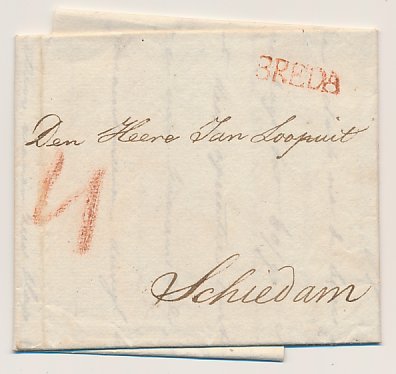 BREDA
Den Heere Jan Loopuit
4
Schiedam